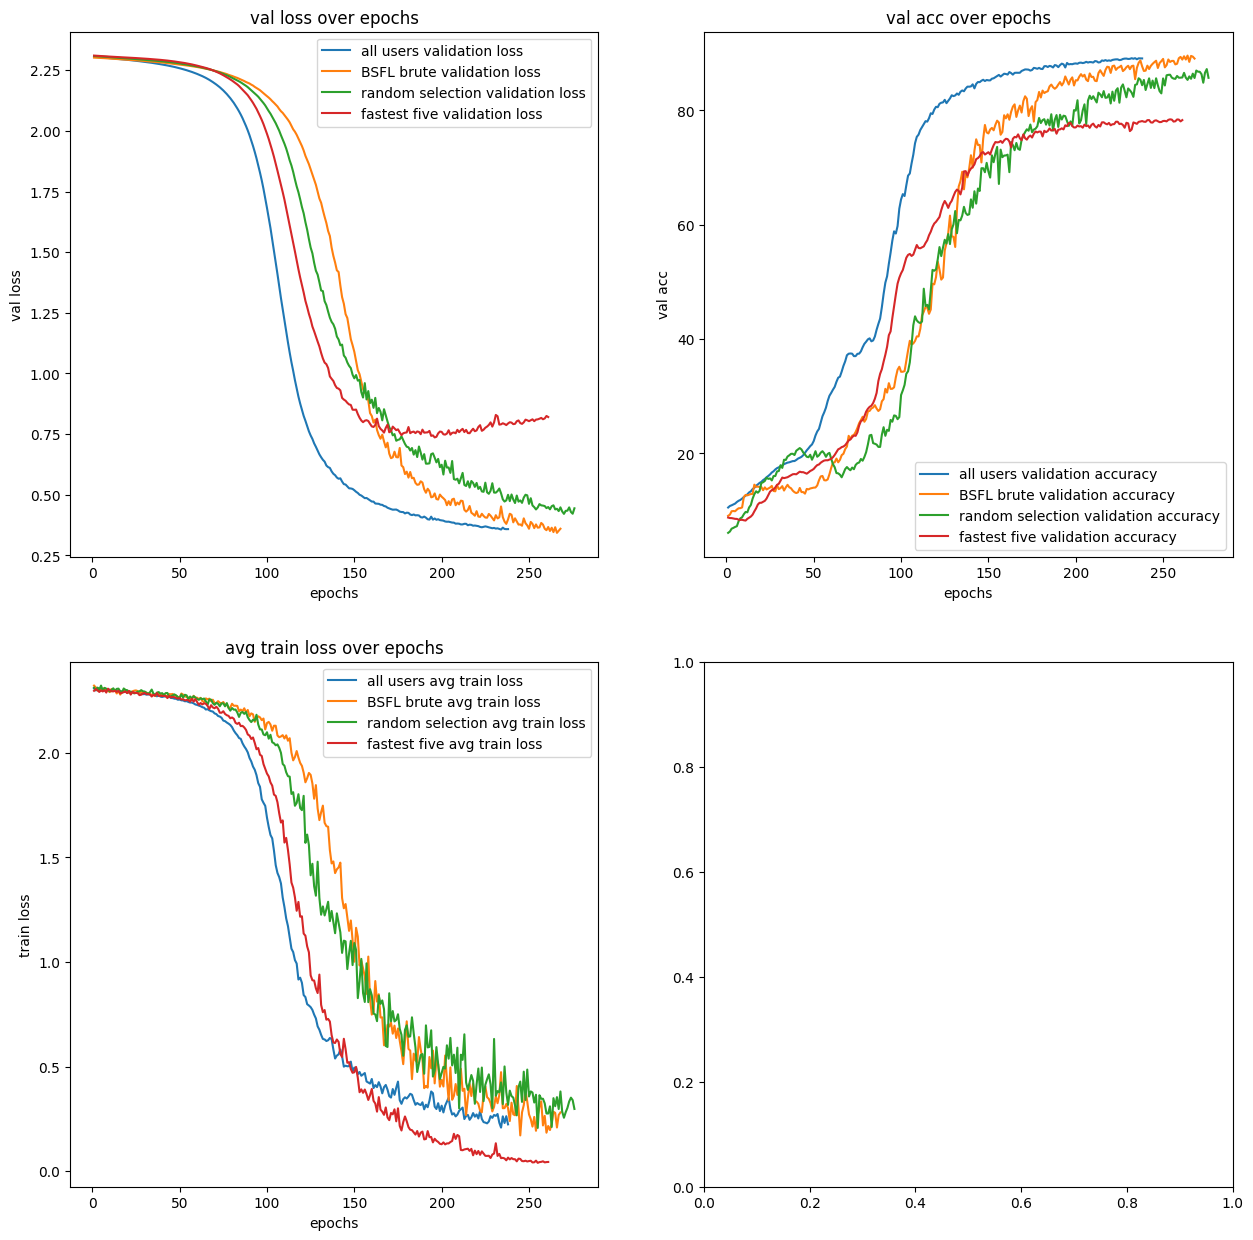 val loss over epochs
val loss
2.25
2.00
1.75
1.50
1.25
1.00
0.75
0.50
0.25
all users validation loss
BSFL brute validation loss
random selection validation loss
fastest five validation loss
0 50 100 150 200 250
epochs
val acc over epochs
val acc
80
60
40
20
all users validation accuracy
BSFL brute validation accuracy
random selection validation accuracy
fastest five validation accuracy
0 50 100 150 200 250
epochs
avg train loss over epochs
train loss
2.0
1.5
1.0
0.5
0.0
all users avg train loss
BSFL brute avg train loss
random selection avg train loss
fastest five avg train loss
0 50 100 150 200 250
epochs
1.0
0.8
0.6
0.4
0.2
0.0
0.0 0.2 0.4 0.6 0.8 1.0